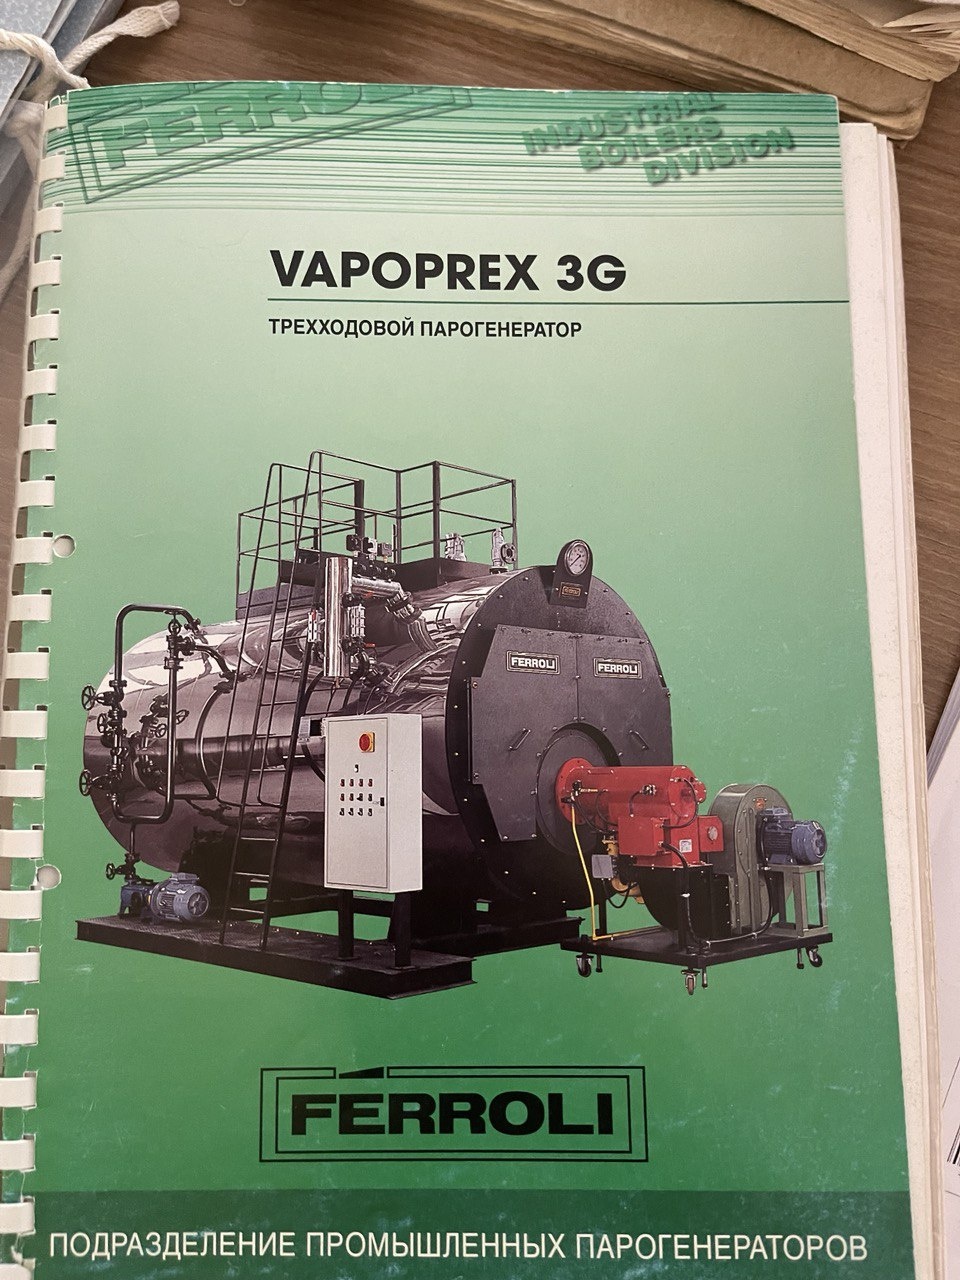 FERROLI
INDUSTRIAL
BOILERS
DIVISION
VAPOPREX 3G
ТРЕХХОДОВОЙ ПАРОГЕНЕРАТОР
FERROLI FERROLI
FERROLI
ПОДРАЗДЕЛЕНИЕ ПРОМЫШЛЕННЫХ ПАРОГЕНЕРАТОРОВ